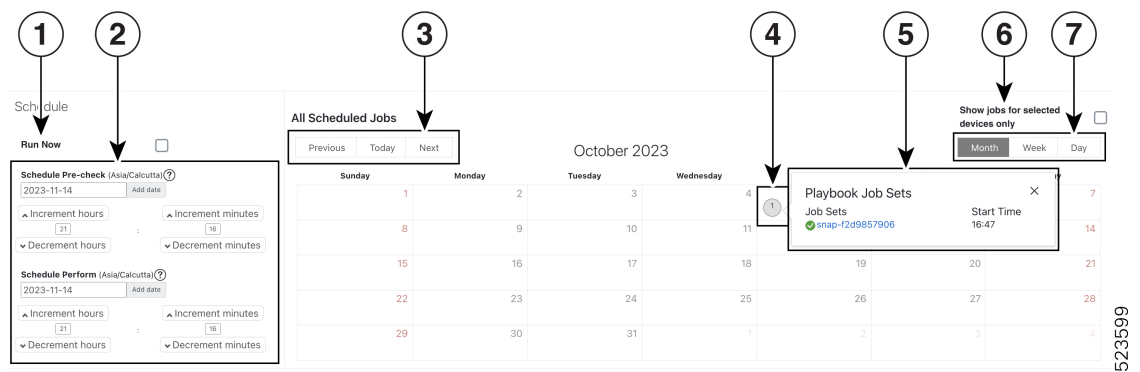 1 2 3 4 5 6 7
Schedule
Run Now
Schedule Pre-check (Asia/Calcutta) ?
2023-11-14 Add date
Increment hours Increment minutes
21 : 16
Decrement hours Decrement minutes
Schedule Perform (Asia/Calcutta) ?
2023-11-14 Add date
Increment hours Increment minutes
21 : 16
Decrement hours Decrement minutes
All Scheduled Jobs
Show jobs for selected
devices only
Previous Today Next
October 2023
Month Week Day
Sunday Monday Tuesday Wednesday
1 2 3 4 7
1
Playbook Job Sets
Job Sets Start Time
snap-f2d9857906 16:47
8 9 10 11 14
15 16 17 18 19 20 21
22 23 24 25 26 27 28
29 30 31 1 2 3 4
523599